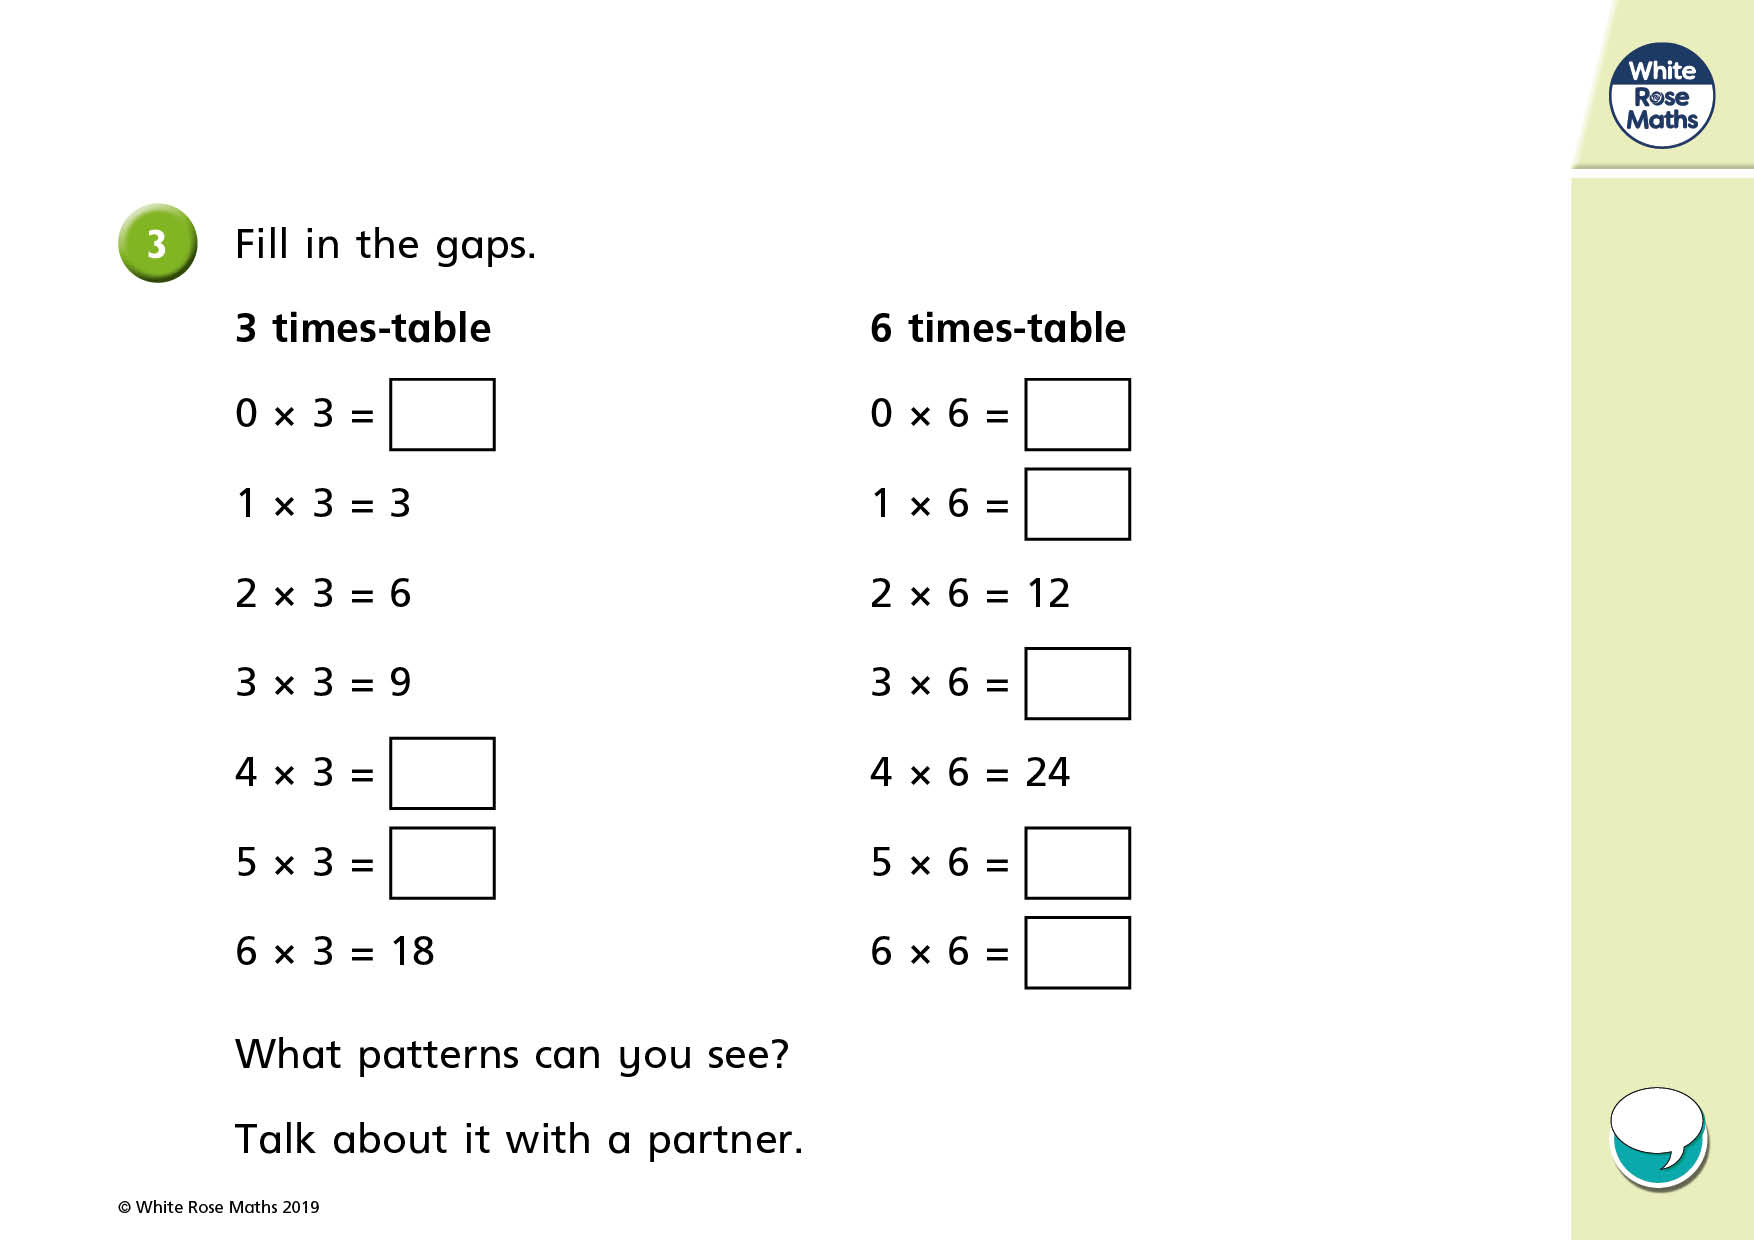 White
Rose
Maths
3 Fill in the gaps.
3 times-table
0 × 3 =
1 × 3 = 3
2 × 3 = 6
3 × 3 = 9
4 × 3 =
5 × 3 =
6 × 3 = 18
6 times-table
0 × 6 =
1 × 6 =
2 × 6 = 12
3 × 6 =
4 × 6 = 24
5 × 6 =
6 × 6 =
What patterns can you see?
Talk about it with a partner.
© White Rose Maths 2019